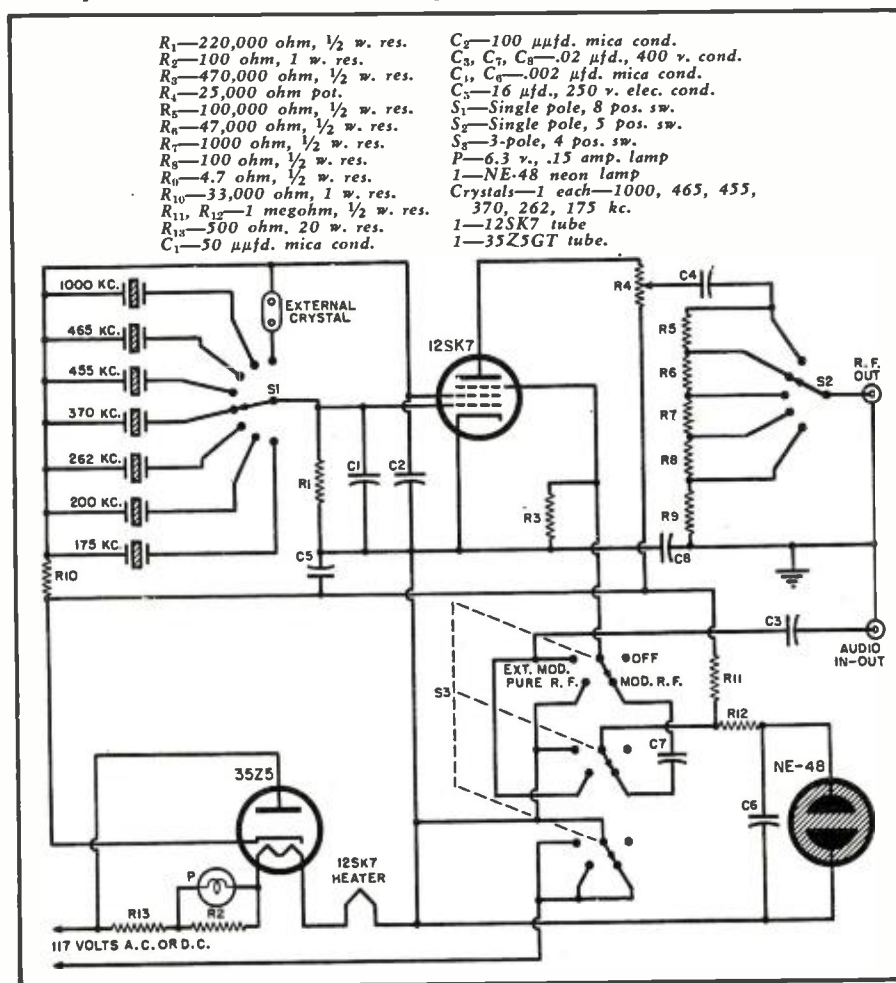 R₁—220,000 ohm, ½ w. res.
R₂—100 ohm, 1 w. res.
R₃—470,000 ohm, ½ w. res.
R₄—25,000 ohm pot.
R₅—100,000 ohm, ½ w. res.
R₆—47,000 ohm, ½ w. res.
R₇—1000 ohm, ½ w. res.
R₈—100 ohm, ½ w. res.
R₉—4.7 ohm, ½ w. res.
R₁₀—33,000 ohm, 1 w. res.
R₁₁, R₁₂—1 megohm, ½ w. res.
R₁₃—500 ohm, 20 w. res.
C₁—50 μμfd. mica cond.
C₂—100 μμfd. mica cond.
C₃, C₇, C₈—.02 μfd., 400 v. cond.
C₄, C₆—.002 μfd. mica cond.
C₅—16 μfd., 250 v. elec. cond.
S₁—Single pole, 8 pos. sw.
S₂—Single pole, 5 pos. sw.
S₃—3-pole, 4 pos. sw.
P—6.3 v., .15 amp. lamp
1—NE-48 neon lamp
Crystals—1 each—1000, 465, 455,
370, 262, 175 kc.
1—12SK7 tube
1—35Z5GT tube.
1000 KC.
465 KC.
455 KC.
370 KC.
262 KC.
200 KC.
175 KC.
EXTERNAL
CRYSTAL
S1
12SK7
R4
C4
R5
R6
R7
R8
R9
S2
R.F.
OUT
R1
C1
C2
R3
C5
C8
R10
C3
AUDIO
IN-OUT
EXT. MOD.
PURE R.F.
OFF
MOD. R.F.
S3
R11
R12
C7
NE-48
C6
35Z5
P
12SK7
HEATER
R13
R2
117 VOLTS A.C. OR D.C.